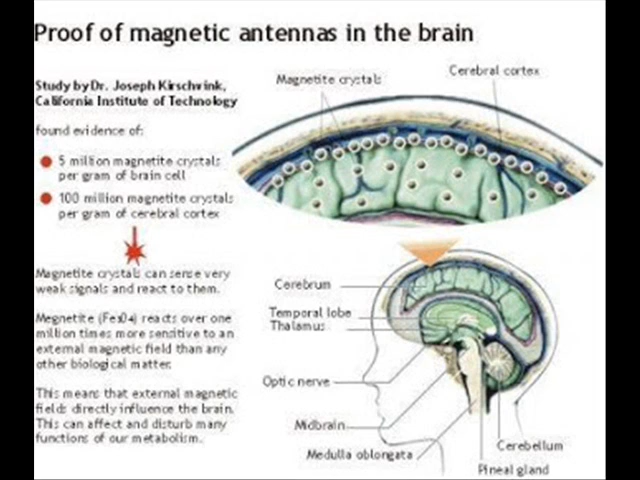 Proof of magnetic antennas in the brain
Study by Dr. Joseph Kirschvink,
California Institute of Technology
found evidence of:
5 million magnetite crystals
per gram of brain cell
100 million magnetite crystals
per gram of cerebral cortex
Magnetite crystals can sense very
weak signals and react to them.
Megnetite (Fe₃O4) reacts over one
million times more sensitive to an
external magnetic field than any
other biological matter.
This means that external magnetic
fields directly influence the brain.
This can affect and disturb many
functions of our metabolism.
Magnetite crystals
Cerebral cortex
Cerebrum
Temporal lobe
Thalamus
Optic nerve
Midbrain
Medulla oblongata
Cerebellum
Pineal gland